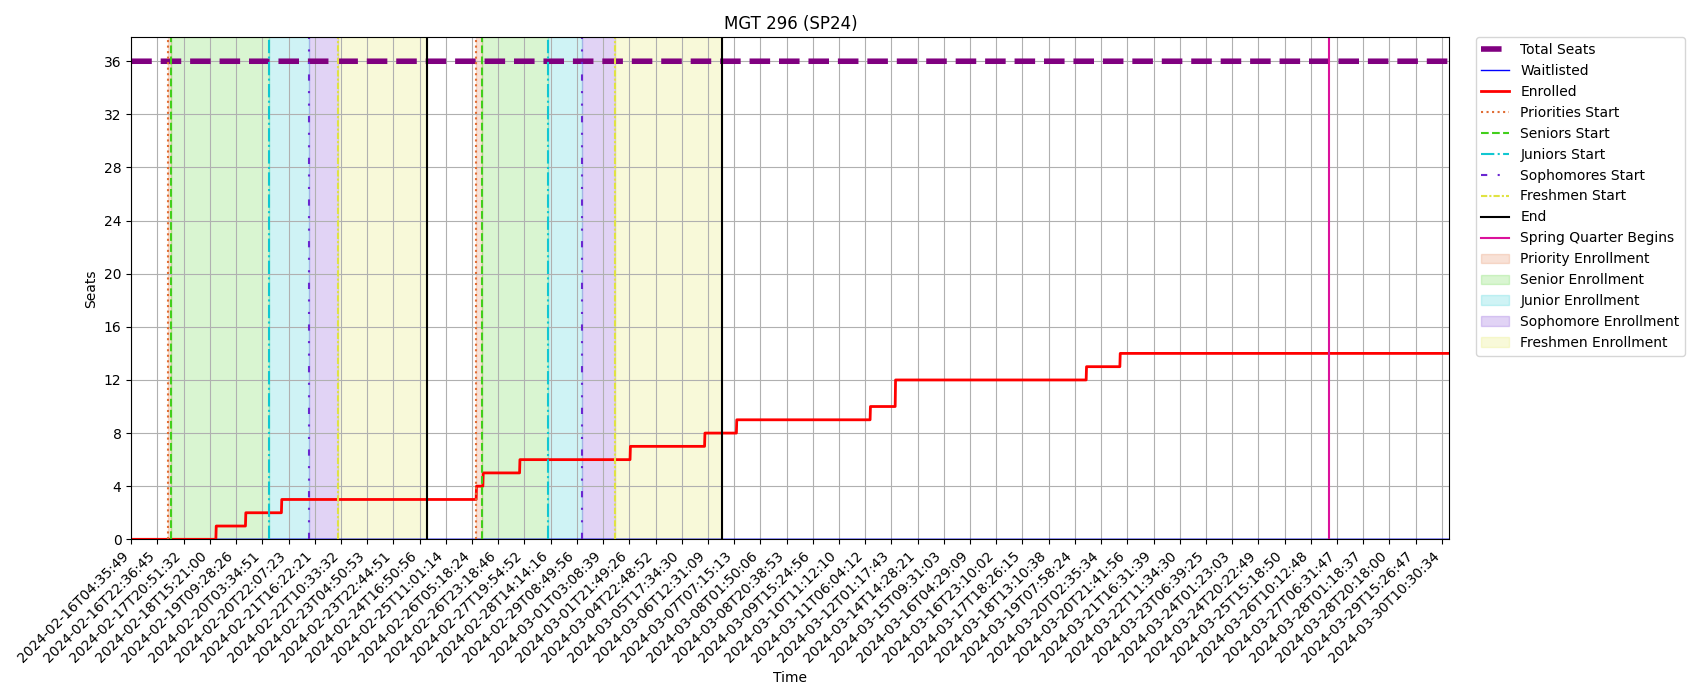 MGT 296 (SP24)
Seats
36
32
28
24
20
16
12
8
4
0
2024-02-16T04:35:49
2024-02-16T22:36:45
2024-02-17T20:51:32
2024-02-18T15:21:00
2024-02-19T09:28:26
2024-02-20T03:34:51
2024-02-20T22:07:23
2024-02-21T16:22:21
2024-02-22T10:33:32
2024-02-23T04:50:53
2024-02-23T22:44:51
2024-02-24T16:50:56
2024-02-25T11:01:14
2024-02-26T05:18:24
2024-02-26T23:18:46
2024-02-27T19:54:52
2024-02-28T14:14:16
2024-02-29T08:49:56
2024-03-01T03:08:39
2024-03-01T21:49:26
2024-03-04T22:48:52
2024-03-05T17:34:30
2024-03-06T12:31:09
2024-03-07T07:15:13
2024-03-08T01:50:06
2024-03-08T20:38:53
2024-03-09T15:24:56
2024-03-10T11:12:10
2024-03-11T06:04:12
2024-03-12T01:17:43
2024-03-14T14:28:21
2024-03-15T09:31:03
2024-03-16T04:29:09
2024-03-16T23:10:02
2024-03-17T18:26:15
2024-03-18T13:10:38
2024-03-19T07:58:24
2024-03-20T02:35:34
2024-03-20T21:41:56
2024-03-21T16:31:39
2024-03-22T11:34:30
2024-03-23T06:39:25
2024-03-24T01:23:03
2024-03-24T20:22:49
2024-03-25T15:18:50
2024-03-26T10:12:48
2024-03-27T06:31:47
2024-03-28T01:18:37
2024-03-28T20:18:00
2024-03-29T15:26:47
2024-03-30T10:30:34
Time
Total Seats
Waitlisted
Enrolled
Priorities Start
Seniors Start
Juniors Start
Sophomores Start
Freshmen Start
End
Spring Quarter Begins
Priority Enrollment
Senior Enrollment
Junior Enrollment
Sophomore Enrollment
Freshmen Enrollment